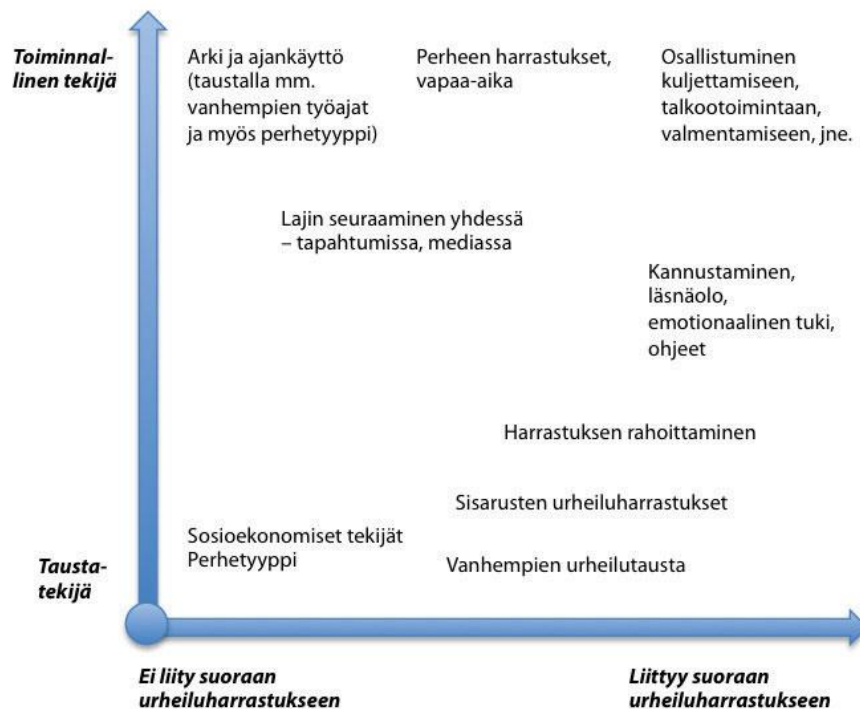 Toiminnal-
linen tekijä
Arki ja ajankäyttö
(taustalla mm.
vanhempien työajat
ja myös perhetyyppi)
Perheen harrastukset,
vapaa-aika
Osallistuminen
kuljettamiseen,
talkootoimintaan,
valmentamiseen, jne.
Lajin seuraaminen yhdessä
– tapahtumissa, mediassa
Kannustaminen,
läsnäolo,
emotionaalinen tuki,
ohjeet
Harrastuksen rahoittaminen
Sisarusten urheiluharrastukset
Sosioekonomiset tekijät
Perhetyyppi
Vanhempien urheilutausta
Tausta-
tekijä
Ei liity suoraan
urheiluharrastukseen
Liittyy suoraan
urheiluharrastukseen